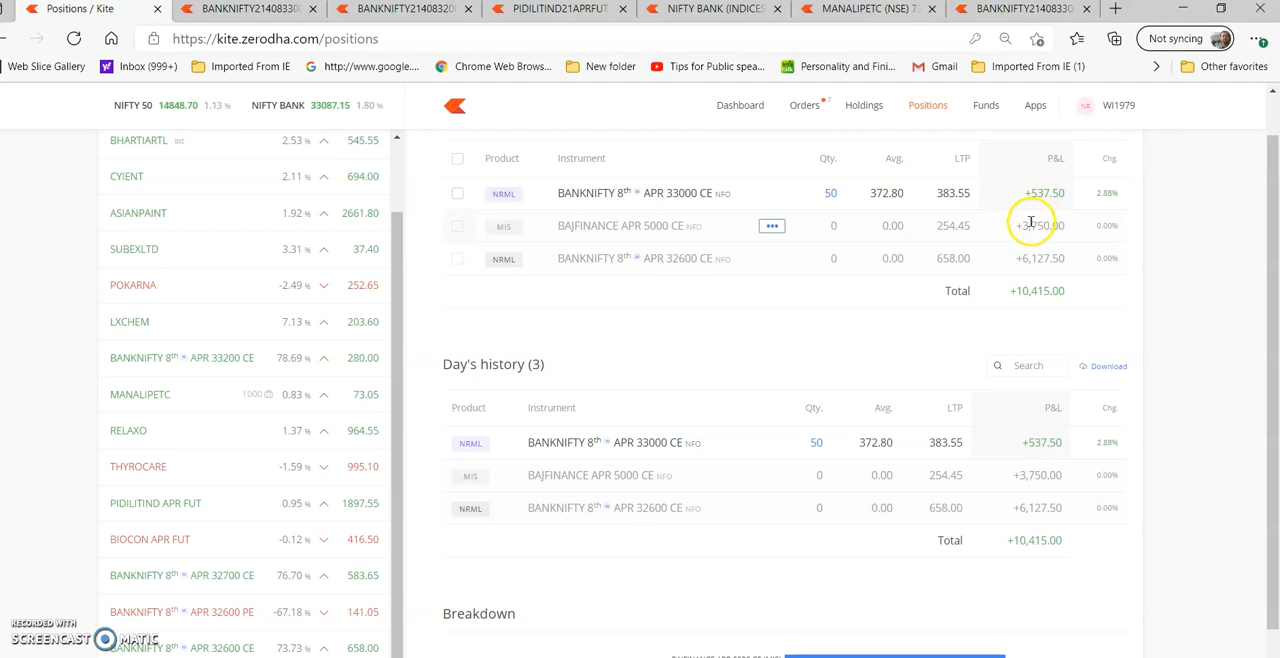 Positions / Kite
BANKNIFTY21408330
BANKNIFTY21408320
PIDILITIND21APRFUT
NIFTY BANK (INDICES
MANALIPETC (NSE) 73
BANKNIFTY21408330
https://kite.zerodha.com/positions
Not syncing
Web Slice Gallery
Inbox (999+)
Imported From IE
http://www.google...
Chrome Web Brows...
New folder
Tips for Public spea...
Personality and Fini...
Gmail
Imported From IE (1)
Other favorites
NIFTY 50 14848.70 1.13 %
NIFTY BANK 33087.15 1.80 %
Dashboard
Orders 7
Holdings
Positions
Funds
Apps
NR WI1979
BHARTIARTL BSE 2.53 % 545.55
CYIENT 2.11 % 694.00
ASIANPAINT 1.92 % 2661.80
SUBEXLTD 3.31 % 37.40
POKARNA -2.49 % 252.65
LXCHEM 7.13 % 203.60
BANKNIFTY 8th w APR 33200 CE 78.69 % 280.00
MANALIPETC 1000 0.83 % 73.05
RELAXO 1.37 % 964.55
THYROCARE -1.59 % 995.10
PIDILITIND APR FUT 0.95 % 1897.55
BIOCON APR FUT -0.12 % 416.50
BANKNIFTY 8th w APR 32700 CE 76.70 % 583.65
BANKNIFTY 8th w APR 32600 PE -67.18 % 141.05
BANKNIFTY 8th w APR 32600 CE 73.73 % 658.00
Product Instrument Qty. Avg. LTP P&L Chg.
NRML BANKNIFTY 8th w APR 33000 CE NFO 50 372.80 383.55 +537.50 2.88%
MIS BAJFINANCE APR 5000 CE NFO ••• 0 0.00 254.45 +3,750.00 0.00%
NRML BANKNIFTY 8th w APR 32600 CE NFO 0 0.00 658.00 +6,127.50 0.00%
Total +10,415.00
Day's history (3)
Search
Download
Product Instrument Qty. Avg. LTP P&L Chg.
NRML BANKNIFTY 8th w APR 33000 CE NFO 50 372.80 383.55 +537.50 2.88%
MIS BAJFINANCE APR 5000 CE NFO 0 0.00 254.45 +3,750.00 0.00%
NRML BANKNIFTY 8th w APR 32600 CE NFO 0 0.00 658.00 +6,127.50 0.00%
Total +10,415.00
Breakdown
BAJFINANCE APR 5000 CE (MIS)
RECORDED WITH
SCREENCAST MATIC